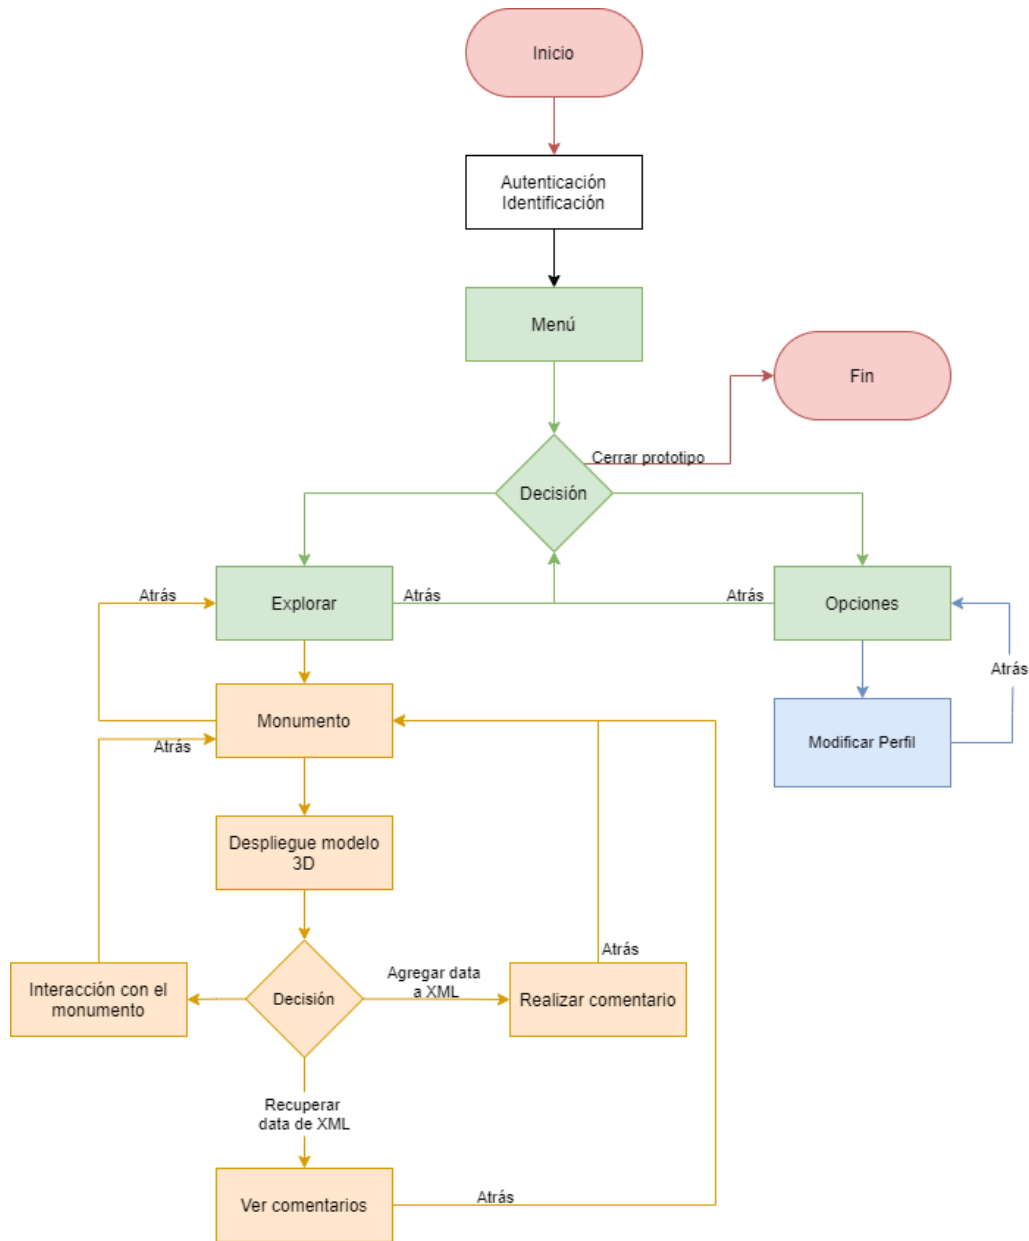 Inicio
Autenticación
Identificación
Menú
Fin
Cerrar prototipo
Decisión
Atrás
Explorar
Atrás
Atrás
Opciones
Atrás
Monumento
Atrás
Modificar Perfil
Despliegue modelo
3D
Atrás
Interacción con el
monumento
Decisión
Agregar data
a XML
Realizar comentario
Recuperar
data de XML
Ver comentarios
Atrás